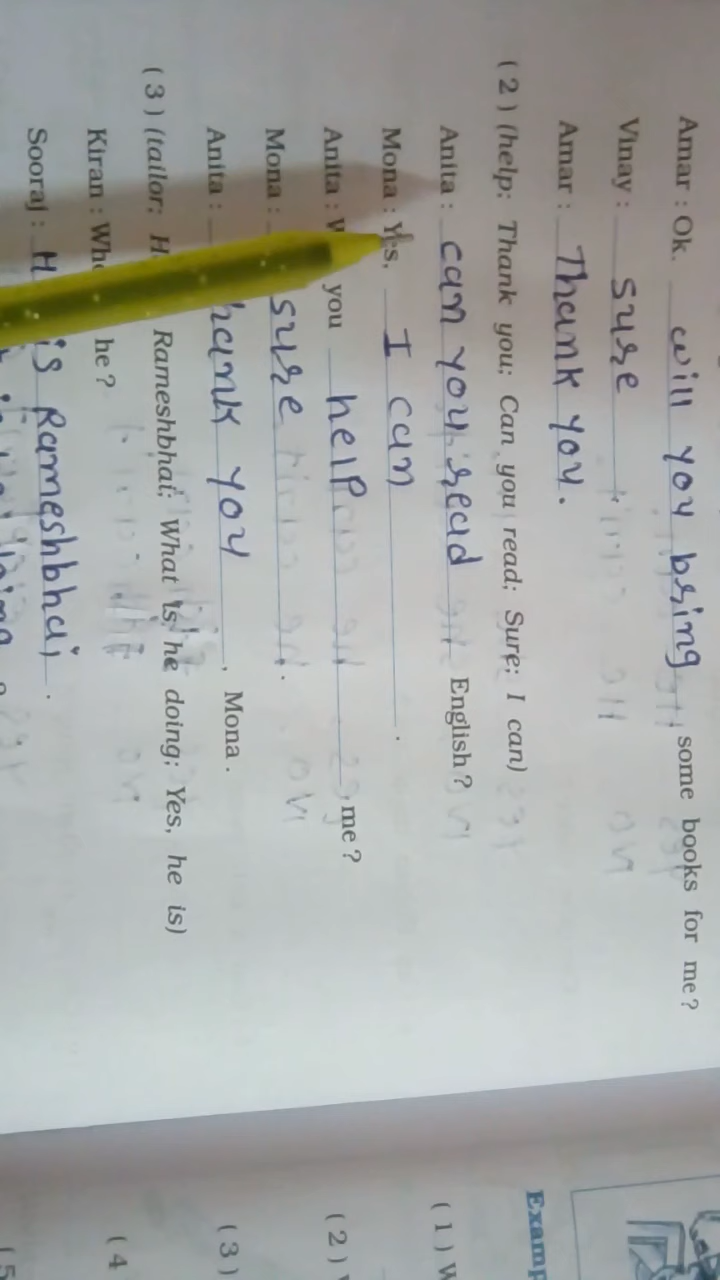 Amar : Ok. will you bring some books for me ?
Vinay : sure .
Amar : Thank you.
(2) (help; Thank you; Can you read; Sure; I can)
Anita : can you read English ?
Mona : Yes, I can .
Anita : you help me ?
Mona : sure .
Anita : you , Mona .
(3) (tailor; Rameshbhai; What is he doing; Yes, he is)
Kiran : he ?
Sooraj : is Rameshbhai .
Examp
(1) W
(2)
(3)
(4
(5